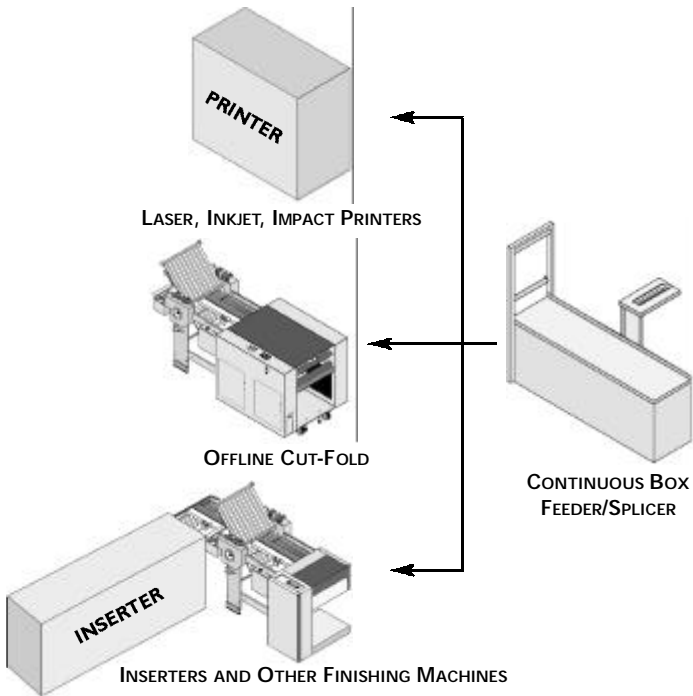 PRINTER
LASER, INKJET, IMPACT PRINTERS
OFFLINE CUT-FOLD
CONTINUOUS BOX
FEEDER/SPLICER
INSERTER
INSERTERS AND OTHER FINISHING MACHINES